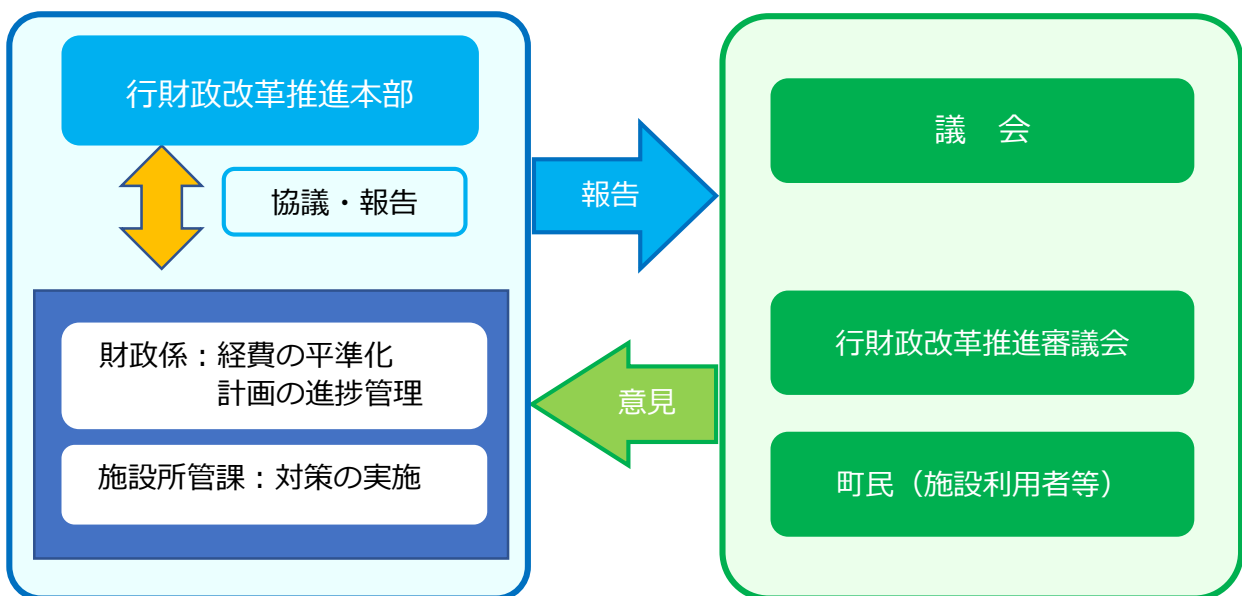 行財政改革推進本部
協議・報告
財政係：経費の平準化
計画の進捗管理
施設所管課：対策の実施
報告
意見
議　会
行財政改革推進審議会
町民（施設利用者等）